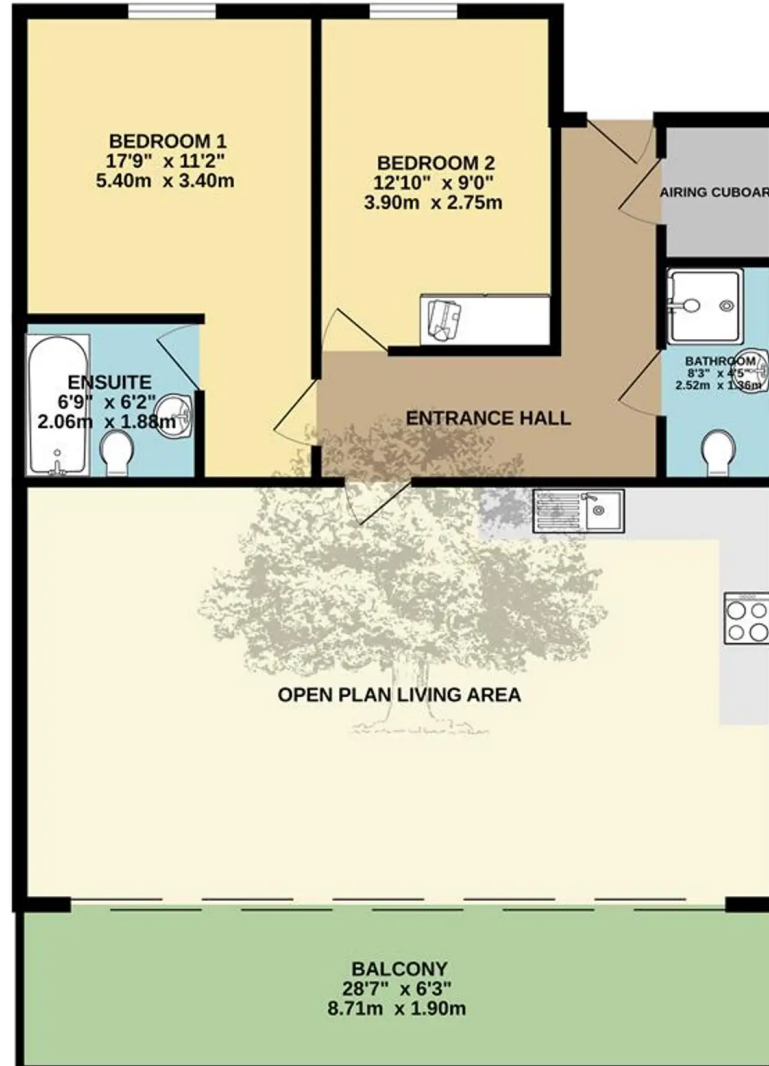 BEDROOM 1
17'9" x 11'2"
5.40m x 3.40m
BEDROOM 2
12'10" x 9'0"
3.90m x 2.75m
AIRING CUBOAR
ENSUITE
6'9" x 6'2"
2.06m x 1.88m
BATHROOM
8'3" x 4'5"
2.52m x 1.36m
ENTRANCE HALL
OPEN PLAN LIVING AREA
BALCONY
28'7" x 6'3"
8.71m x 1.90m